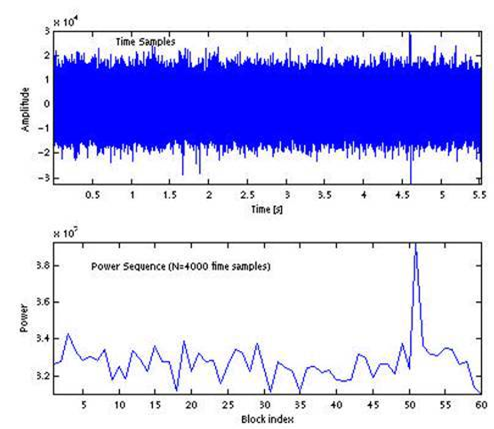 x 10^4
Time Samples
3
2
1
0
-1
-2
-3
Amplitude
0.5 1 1.5 2 2.5 3 3.5 4 4.5 5 5.5
Time [s]
x 10^5
Power Sequence (N=4000 time samples)
3.8
3.6
3.4
3.2
Power
5 10 15 20 25 30 35 40 45 50 55 60
Block index